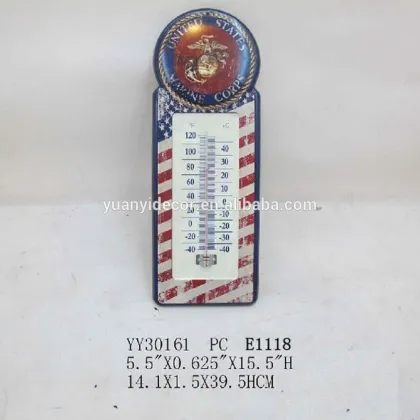 UNITED STATES
MARINE CORPS
°F °C
120
100 40
80 30
60 20
40 10
20 0
0 -10
-20 -20
-40 -30
-40
yuanyidecor.en.alibaba.com
YY30161 PC E1118
5.5"X0.625"X15.5"H
14.1X1.5X39.5HCM